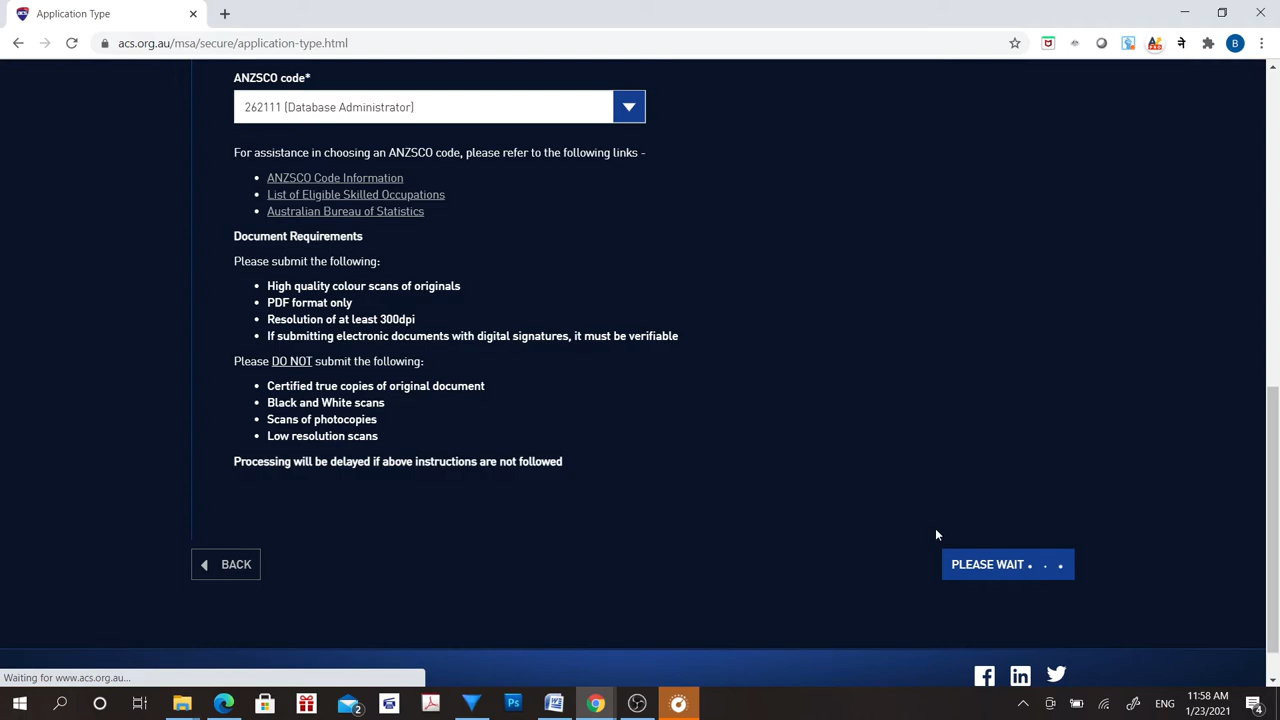 Application Type
acs.org.au/msa/secure/application-type.html
B
ANZSCO code*
262111 (Database Administrator)
For assistance in choosing an ANZSCO code, please refer to the following links -
ANZSCO Code Information
List of Eligible Skilled Occupations
Australian Bureau of Statistics
Document Requirements
Please submit the following:
High quality colour scans of originals
PDF format only
Resolution of at least 300dpi
If submitting electronic documents with digital signatures, it must be verifiable
Please DO NOT submit the following:
Certified true copies of original document
Black and White scans
Scans of photocopies
Low resolution scans
Processing will be delayed if above instructions are not followed
BACK
PLEASE WAIT . . .
Waiting for www.acs.org.au...
2
Ps
ENG
11:58 AM
1/23/2021
4